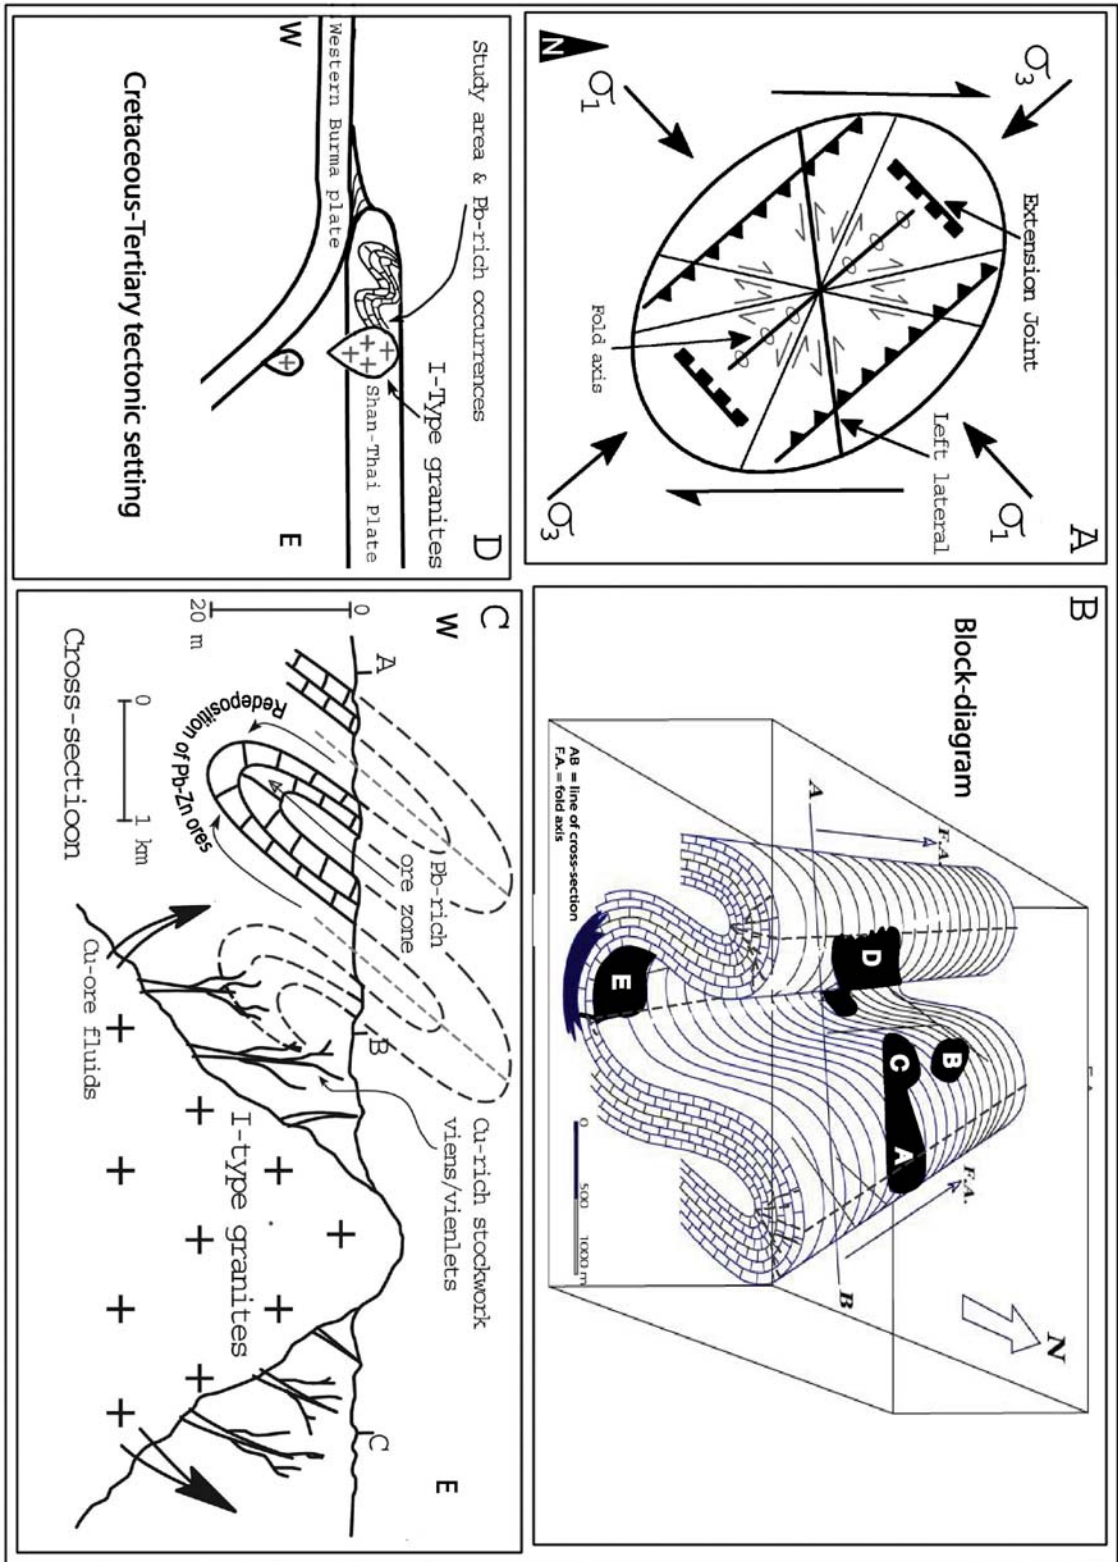 A
N
σ1
σ3
Extension Joint
Fold axis
Left lateral
σ1
σ3
B
Block-diagram
A
F.A.
D
E
B
C
A
F.A.
B
N
AB = line of cross-section
F.A.= fold axis
0 500 1000 m
C
W
E
0
20 m
A
B
C
Redeposition
of Pb-Zn ores
Pb-rich
ore zone
Cu-rich stockwork
viens/vienlets
I-type granites
Cu-ore fluids
0 1 km
Cross-sectioon
D
Study area & Pb-rich occurrences
I-Type granites
W
Western Burma plate
Shan-Thai Plate
E
Cretaceous-Tertiary tectonic setting